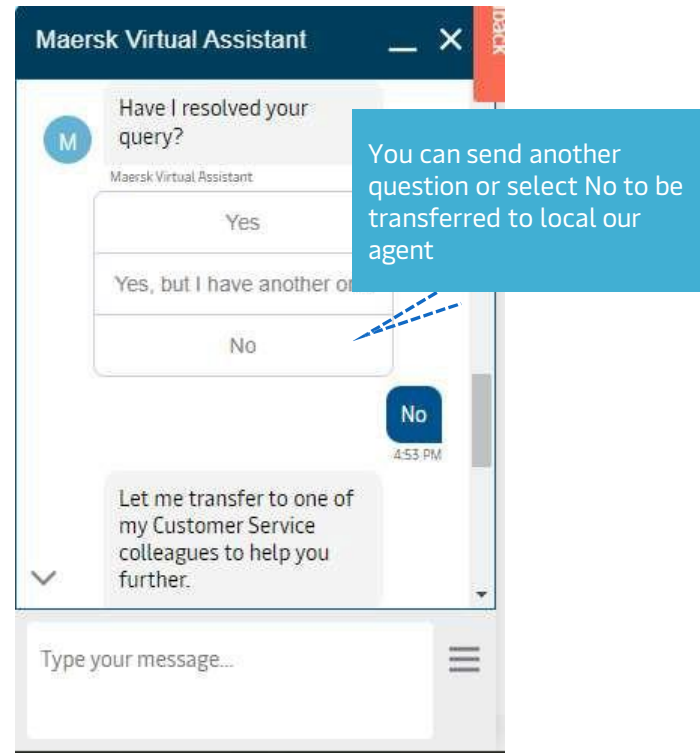 Maersk Virtual Assistant
back
Have I resolved your
query?
M
Maersk Virtual Assistant
You can send another
question or select No to be
transferred to local our
agent
Yes
Yes, but I have another
No
No
4:53 PM
Let me transfer to one of
my Customer Service
colleagues to help you
further.
Type your message...